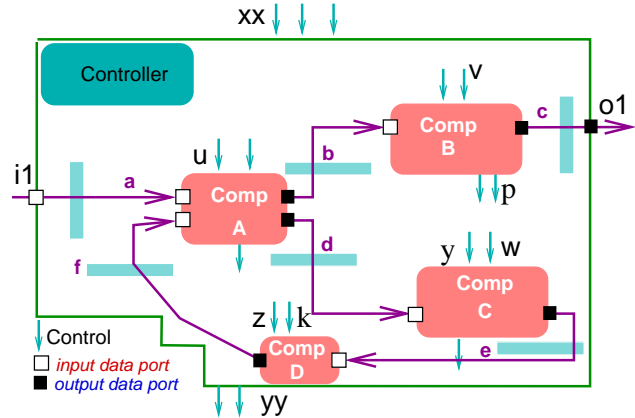 xx
Controller
v
c
o1
Comp
B
b
u
i1
a
Comp
A
p
d
f
y
w
Comp
C
z
k
Control
e
Comp
D
input data port
output data port
yy